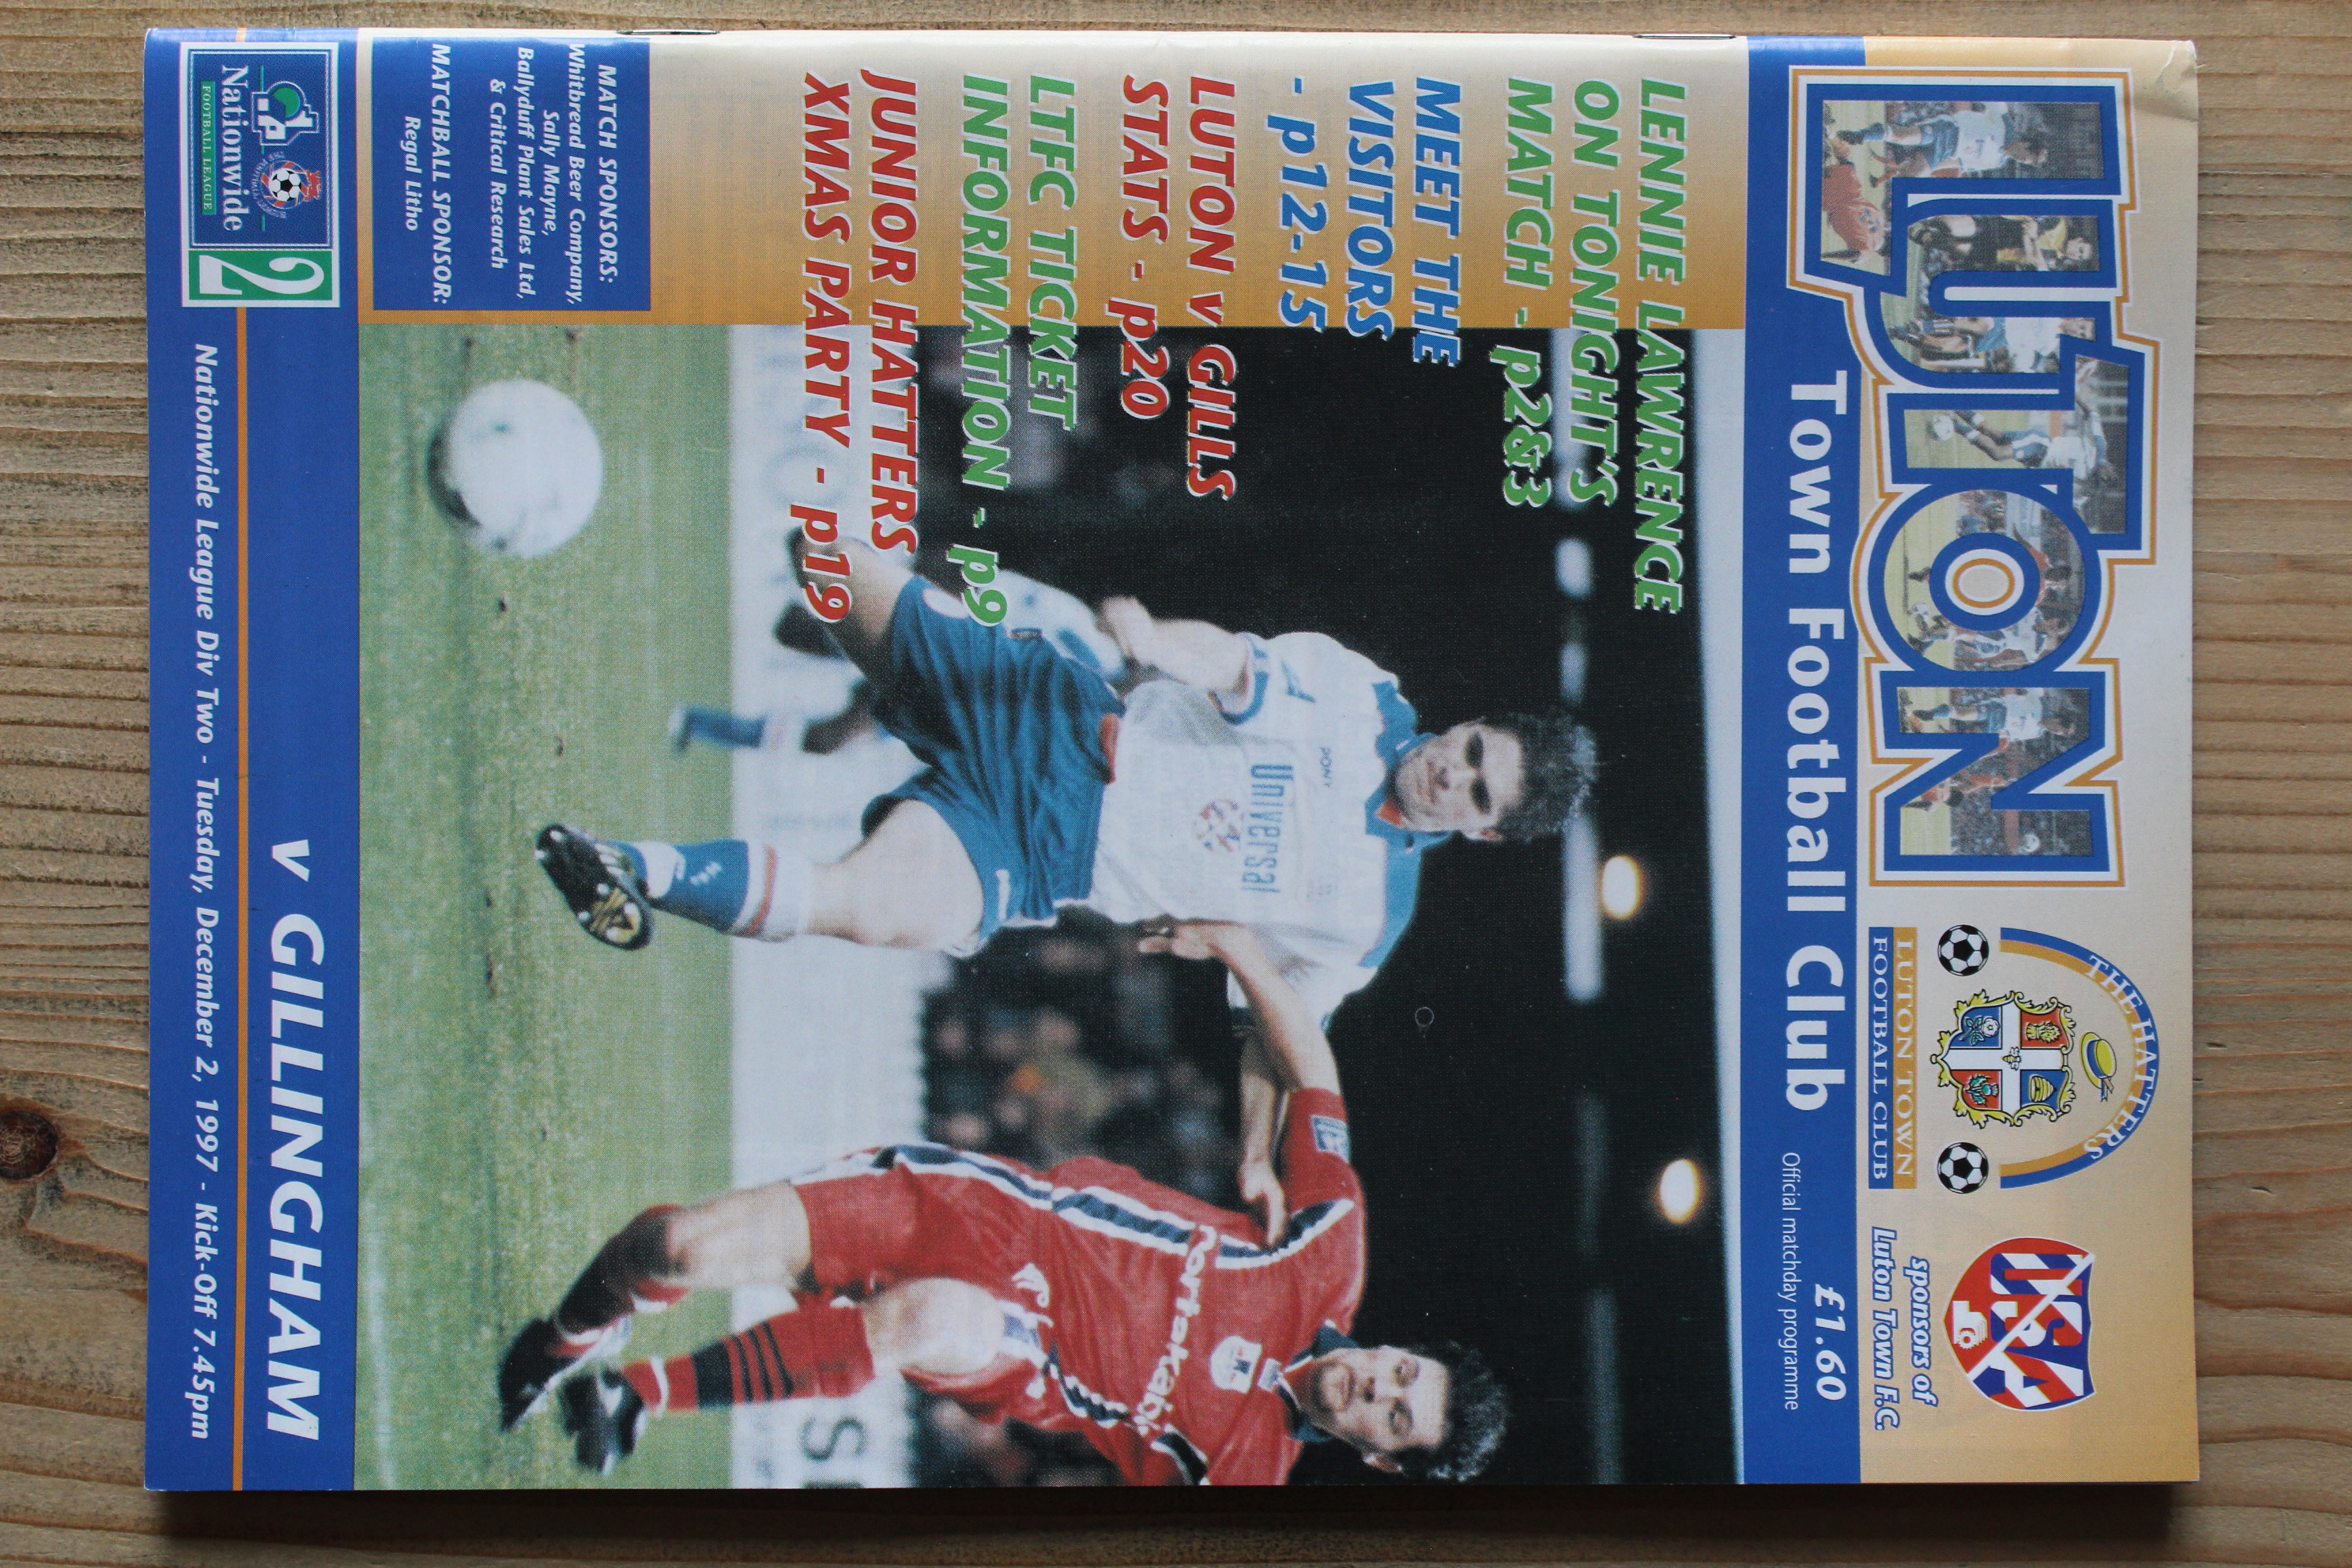 LUTON
Town Football Club
THE HATTERS
LUTON TOWN
FOOTBALL CLUB
USA
sponsors of
Luton Town F.C.
£1.60
Official matchday programme
LENNIE LAWRENCE
ON TONIGHT'S
MATCH - p2&3
MEET THE
VISITORS
- p12-15
LUTON v GILLS
STATS - p20
LTFC TICKET
INFORMATION - p9
JUNIOR HATTERS
XMAS PARTY - p19
PONY
universal
northskabi
MATCH SPONSORS:
Whitbread Beer Company,
Sally Mayne,
Ballyduff Plant Sales Ltd,
& Critical Research
MATCHBALL SPONSOR:
Regal Litho
Nationwide
FOOTBALL LEAGUE
2
v GILLINGHAM
Nationwide League Div Two - Tuesday, December 2, 1997 - Kick-Off 7.45pm